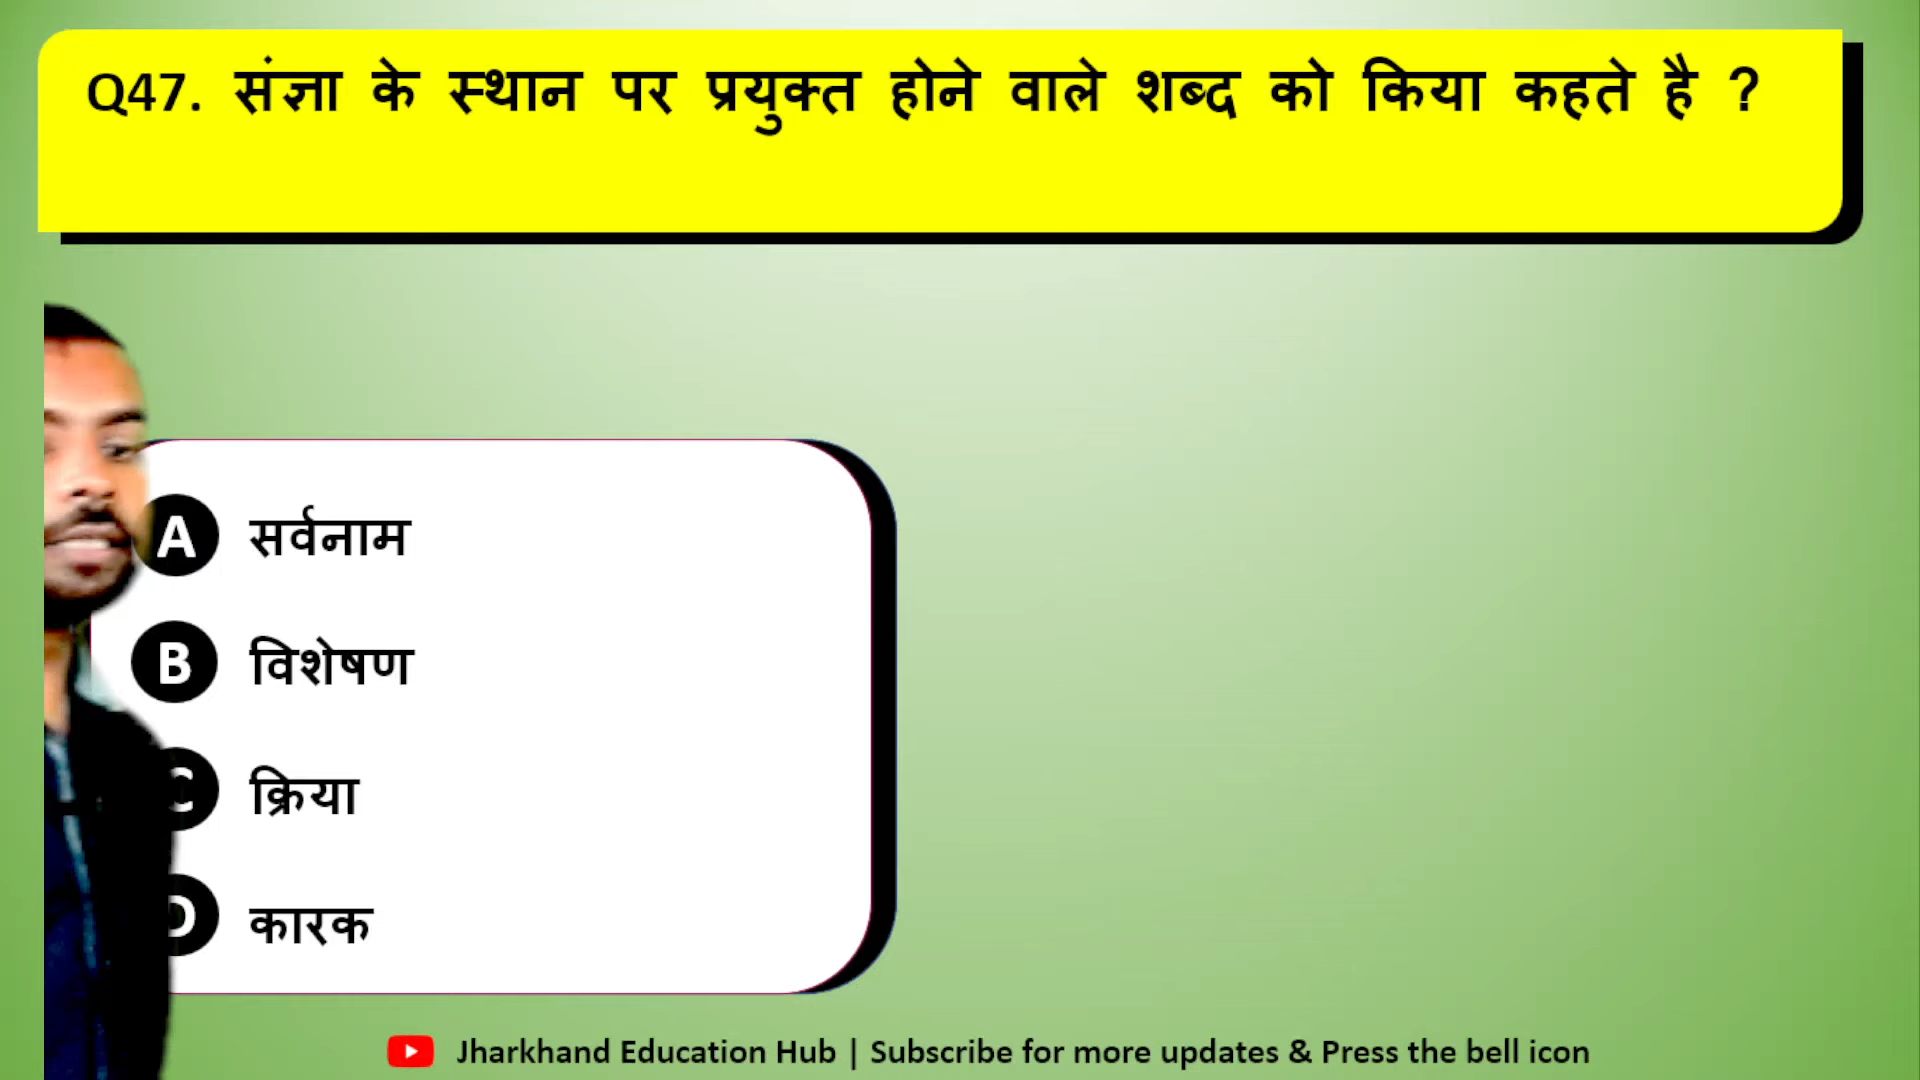 Q47. संज्ञा के स्थान पर प्रयुक्त होने वाले शब्द को किया कहते है ?
A सर्वनाम
B विशेषण
C क्रिया
D कारक
Jharkhand Education Hub | Subscribe for more updates & Press the bell icon